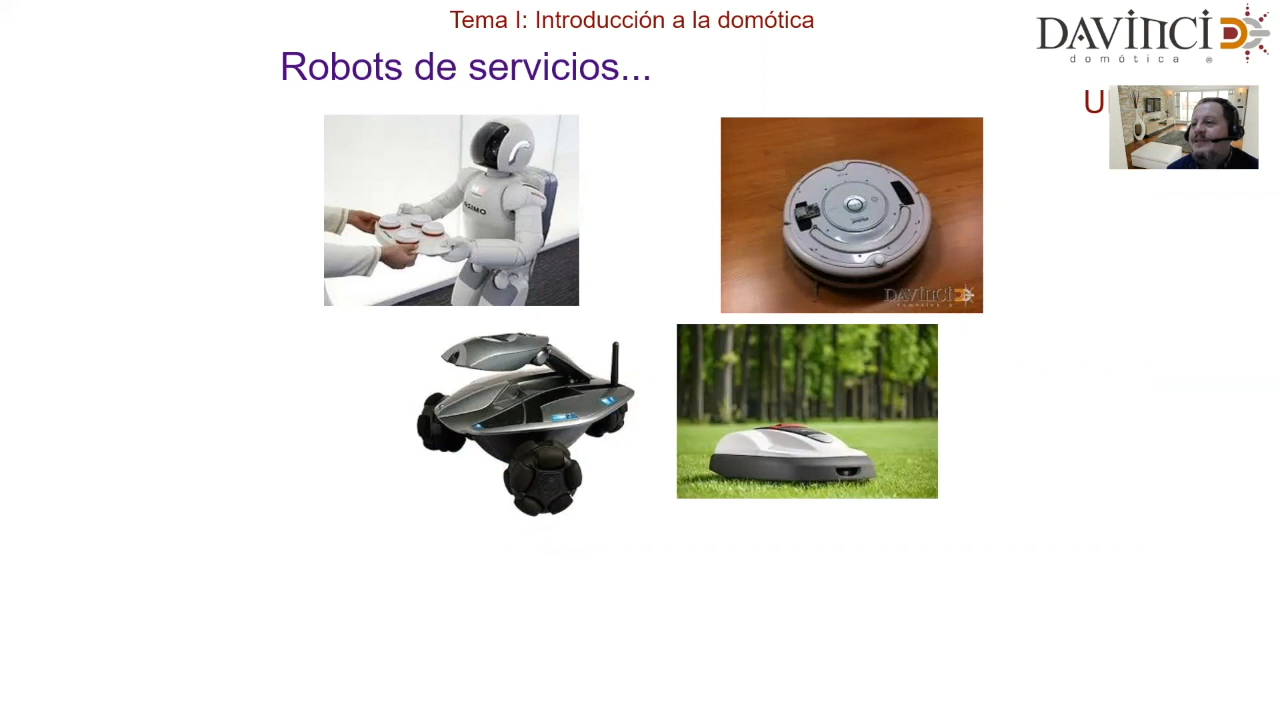 Tema I: Introducción a la domótica
DAVINCI
domótica ®
Robots de servicios...
U
ASIMO
DAVINCI